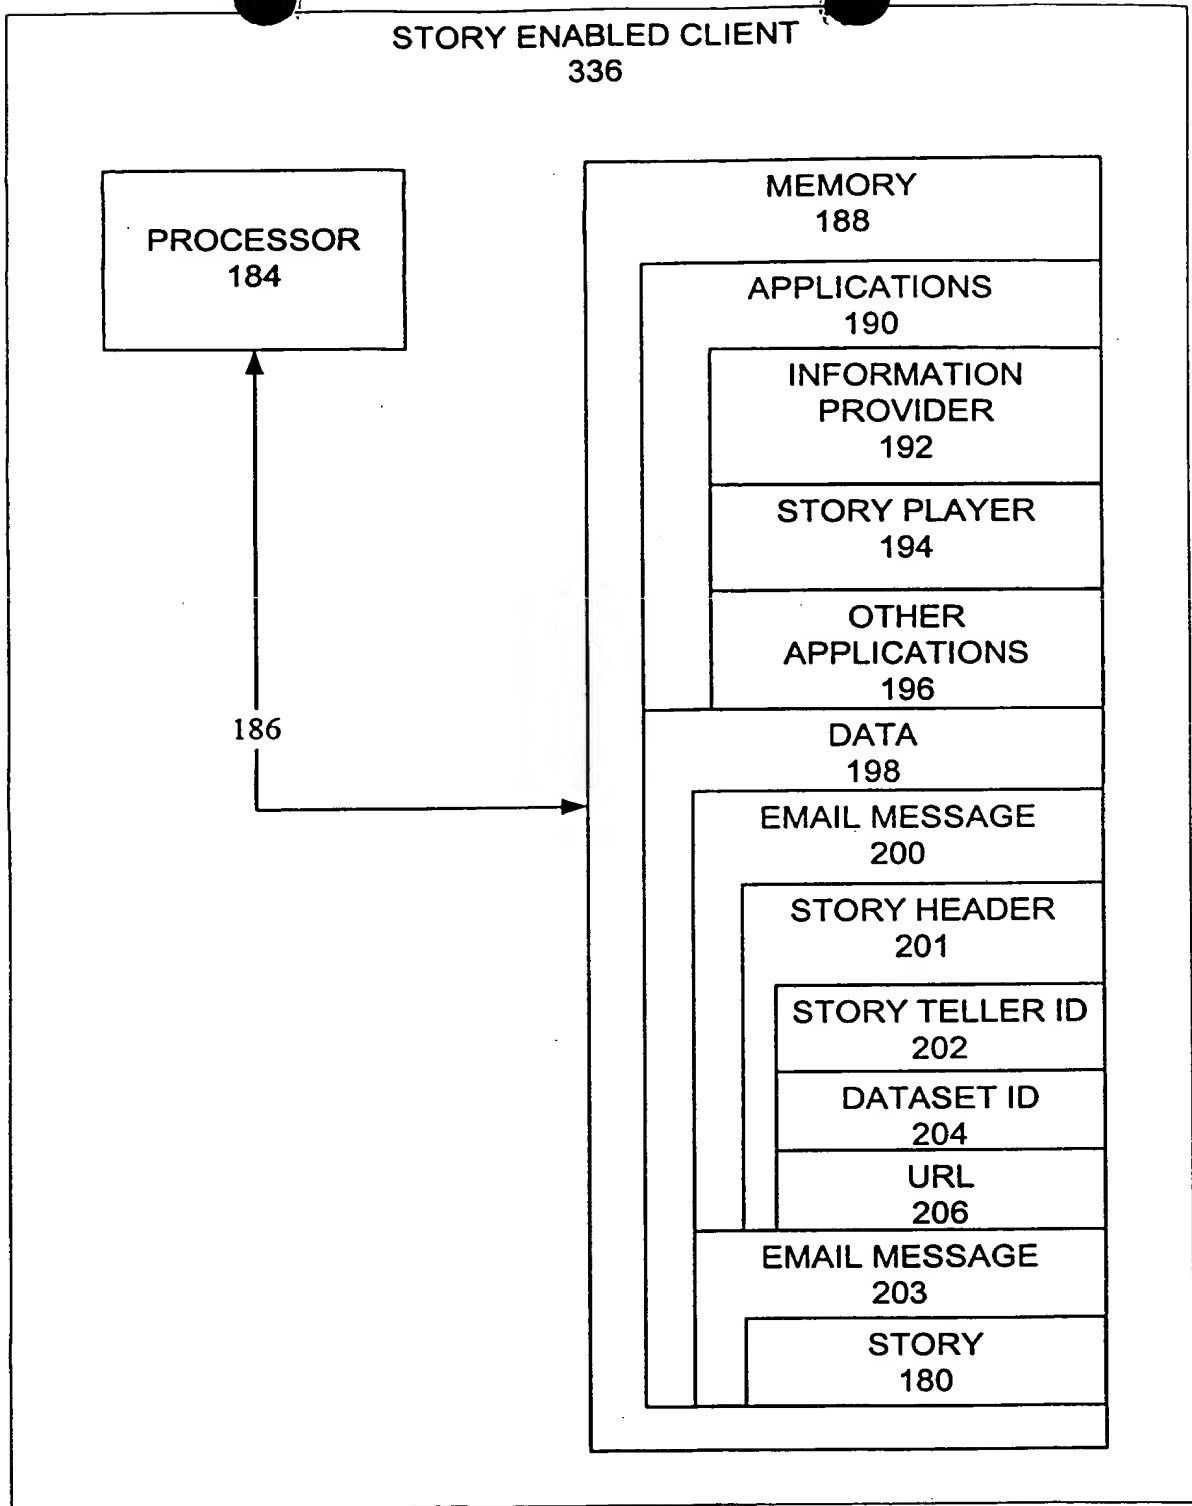 STORY ENABLED CLIENT
336
PROCESSOR
184
186
MEMORY
188
APPLICATIONS
190
INFORMATION
PROVIDER
192
STORY PLAYER
194
OTHER
APPLICATIONS
196
DATA
198
EMAIL MESSAGE
200
STORY HEADER
201
STORY TELLER ID
202
DATASET ID
204
URL
206
EMAIL MESSAGE
203
STORY
180